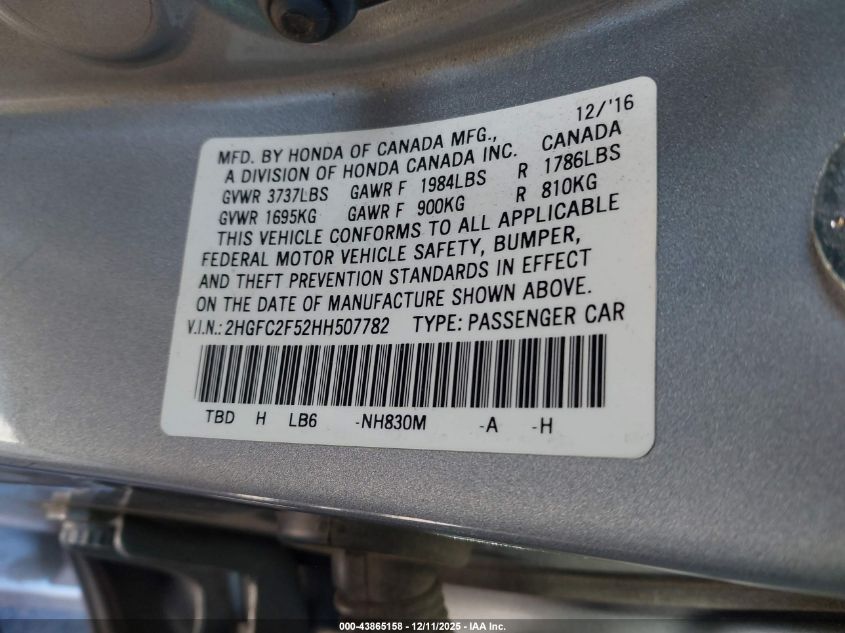 12/'16
MFD. BY HONDA OF CANADA MFG.,
A DIVISION OF HONDA CANADA INC. CANADA
GVWR 3737LBS GAWR F 1984LBS R 1786LBS
GVWR 1695KG GAWR F 900KG R 810KG
THIS VEHICLE CONFORMS TO ALL APPLICABLE
FEDERAL MOTOR VEHICLE SAFETY, BUMPER,
AND THEFT PREVENTION STANDARDS IN EFFECT
ON THE DATE OF MANUFACTURE SHOWN ABOVE.
V.I.N.: 2HGFC2F52HH507782 TYPE: PASSENGER CAR
TBD H LB6 -NH830M -A -H
000-43865158 - 12/11/2025 - IAA Inc.